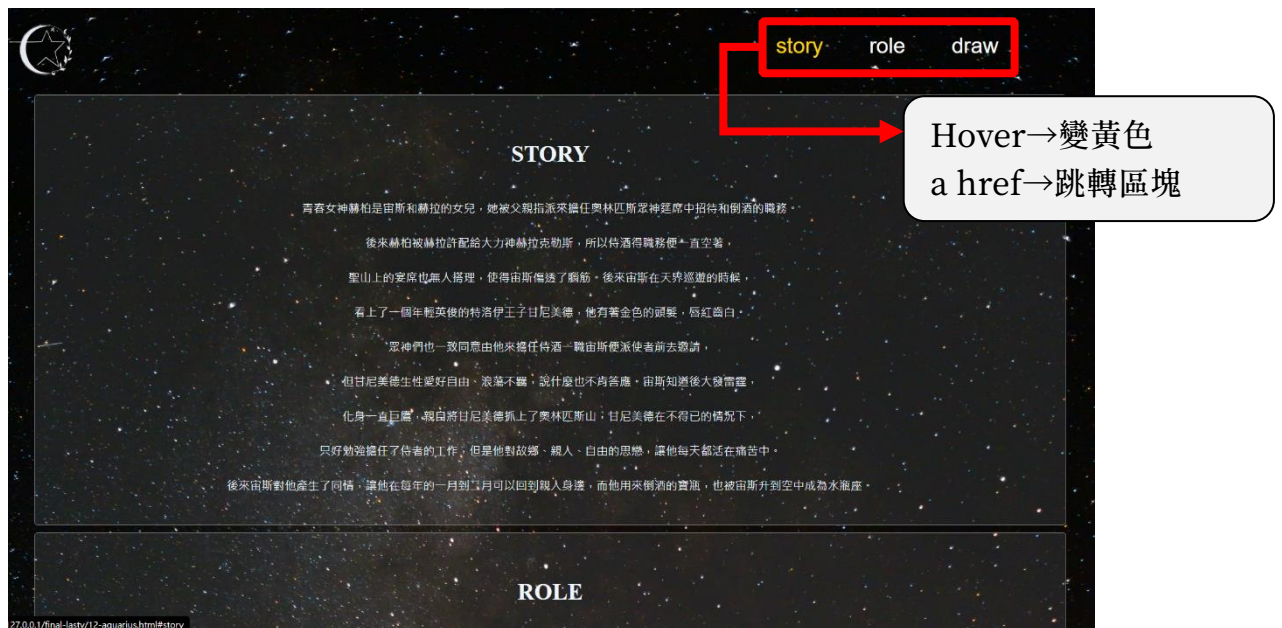 story role draw
Hover→變黃色
a href→跳轉區塊
STORY
青春女神赫柏是宙斯和赫拉的女兒，她被父親指派來擔任奧林匹斯眾神筵席中招待和倒酒的職務。
後來赫柏被赫拉許配給大力神赫拉克勒斯，所以侍酒得職務便一直空著，
聖山上的宴席也無人搭理，使得宙斯傷透了腦筋。後來宙斯在天界巡遊的時候，
看上了一個年輕英俊的特洛伊王子甘尼美德，他有著金色的頭髮，唇紅齒白。
眾神們也一致同意由他來擔任侍酒一職宙斯便派使者前去邀請，
但甘尼美德生性愛好自由、浪蕩不羈，說什麼也不肯答應。宙斯知道後大發雷霆，
化身一直巨鷹，親自將甘尼美德抓上了奧林匹斯山，甘尼美德在不得已的情況下，
只好勉強擔任了侍者的工作，但是他對故鄉、親人、自由的思戀，讓他每天都活在痛苦中。
後來宙斯對他產生了同情，讓他在每年的一月到二月可以回到親人身邊，而他用來倒酒的寶瓶，也被宙斯升到空中成為水瓶座。
ROLE
27.0.0.1/final-lasty/12-aquarius.html#story